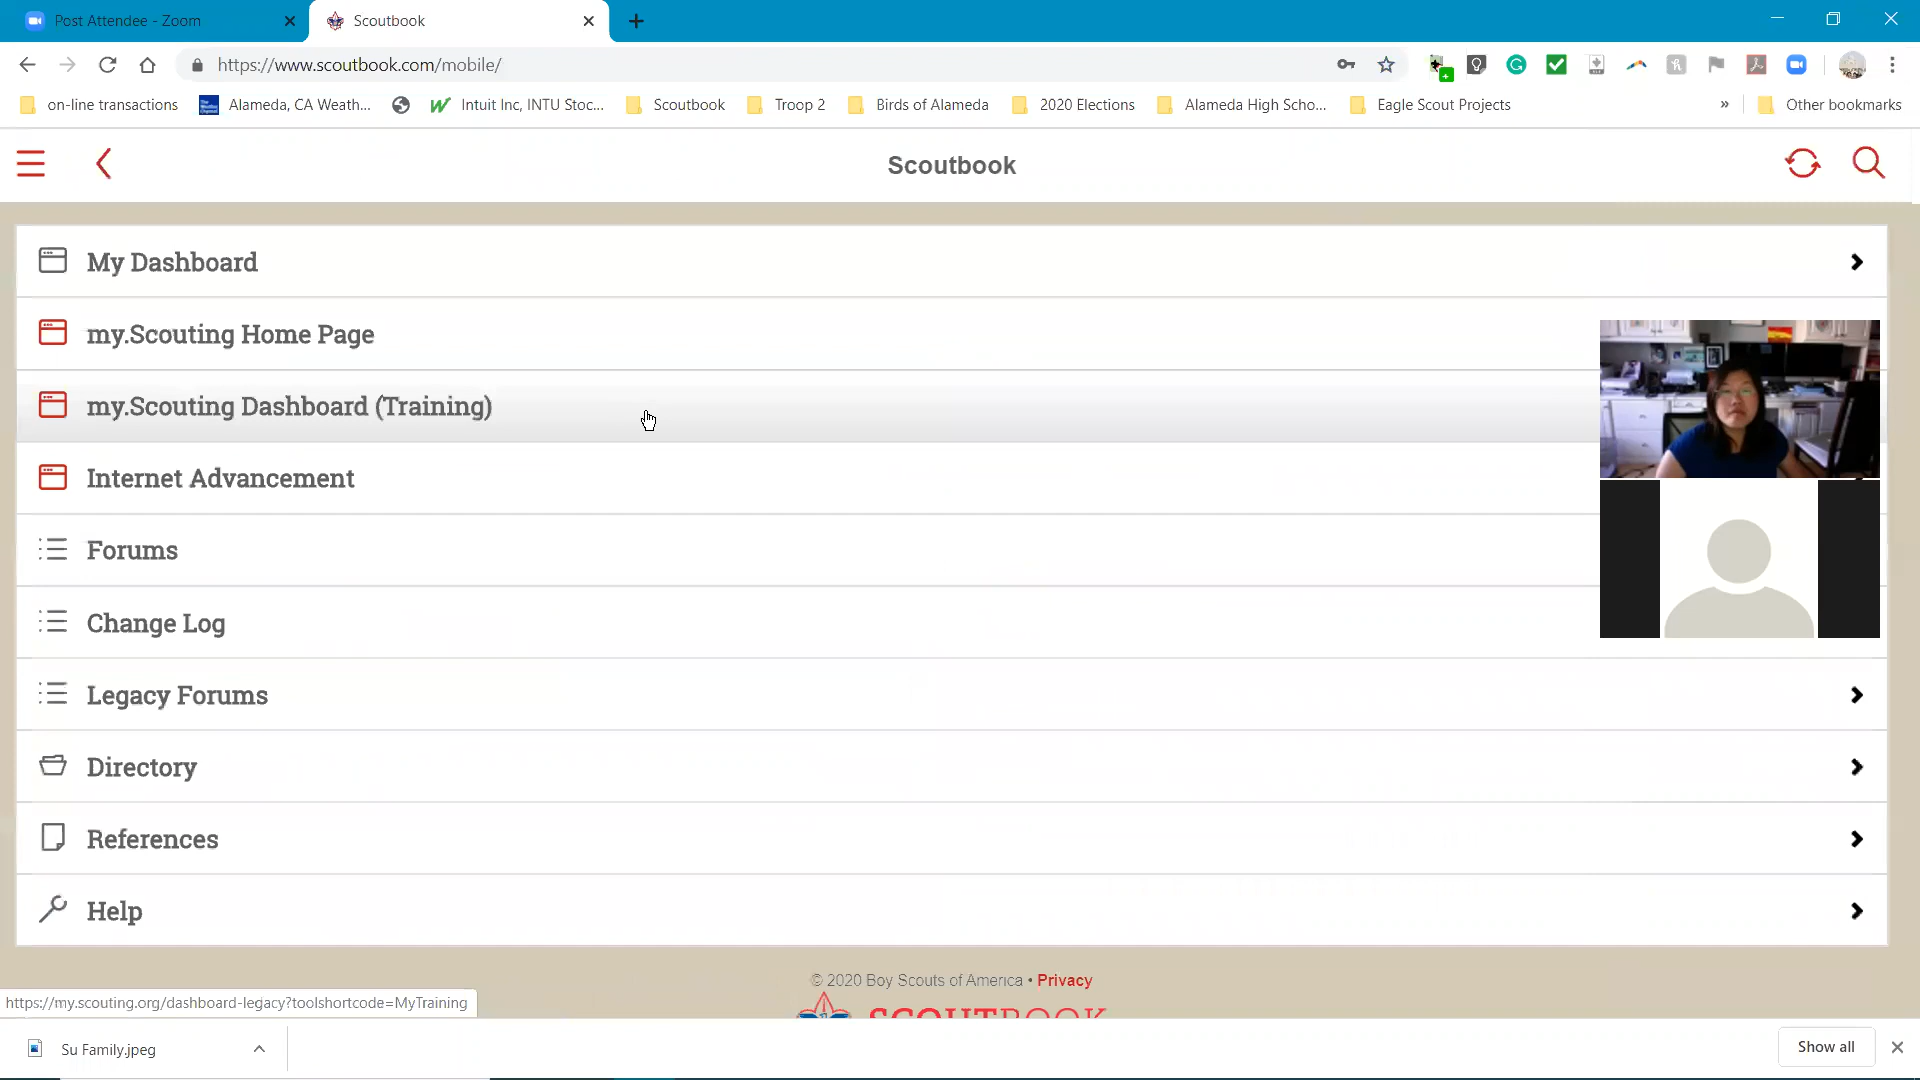 Post Attendee - Zoom
Scoutbook
https://www.scoutbook.com/mobile/
on-line transactions
Alameda, CA Weath...
Intuit Inc, INTU Stoc...
Scoutbook
Troop 2
Birds of Alameda
2020 Elections
Alameda High Scho...
Eagle Scout Projects
»
Other bookmarks
Scoutbook
My Dashboard
my.Scouting Home Page
my.Scouting Dashboard (Training)
Internet Advancement
Forums
Change Log
Legacy Forums
Directory
References
Help
© 2020 Boy Scouts of America • Privacy
SCOUTBOOK
https://my.scouting.org/dashboard-legacy?toolshortcode=MyTraining
Su Family.jpeg
Show all